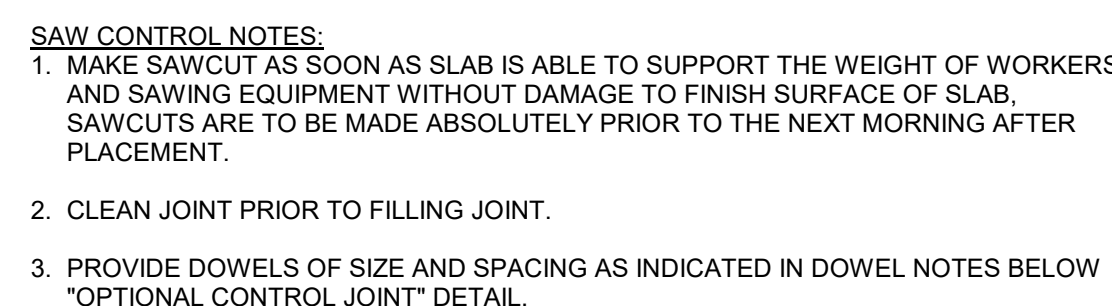 SAW CONTROL NOTES:
1. MAKE SAWCUT AS SOON AS SLAB IS ABLE TO SUPPORT THE WEIGHT OF WORKERS
AND SAWING EQUIPMENT WITHOUT DAMAGE TO FINISH SURFACE OF SLAB,
SAWCUTS ARE TO BE MADE ABSOLUTELY PRIOR TO THE NEXT MORNING AFTER
PLACEMENT.
2. CLEAN JOINT PRIOR TO FILLING JOINT.
3. PROVIDE DOWELS OF SIZE AND SPACING AS INDICATED IN DOWEL NOTES BELOW
"OPTIONAL CONTROL JOINT" DETAIL.